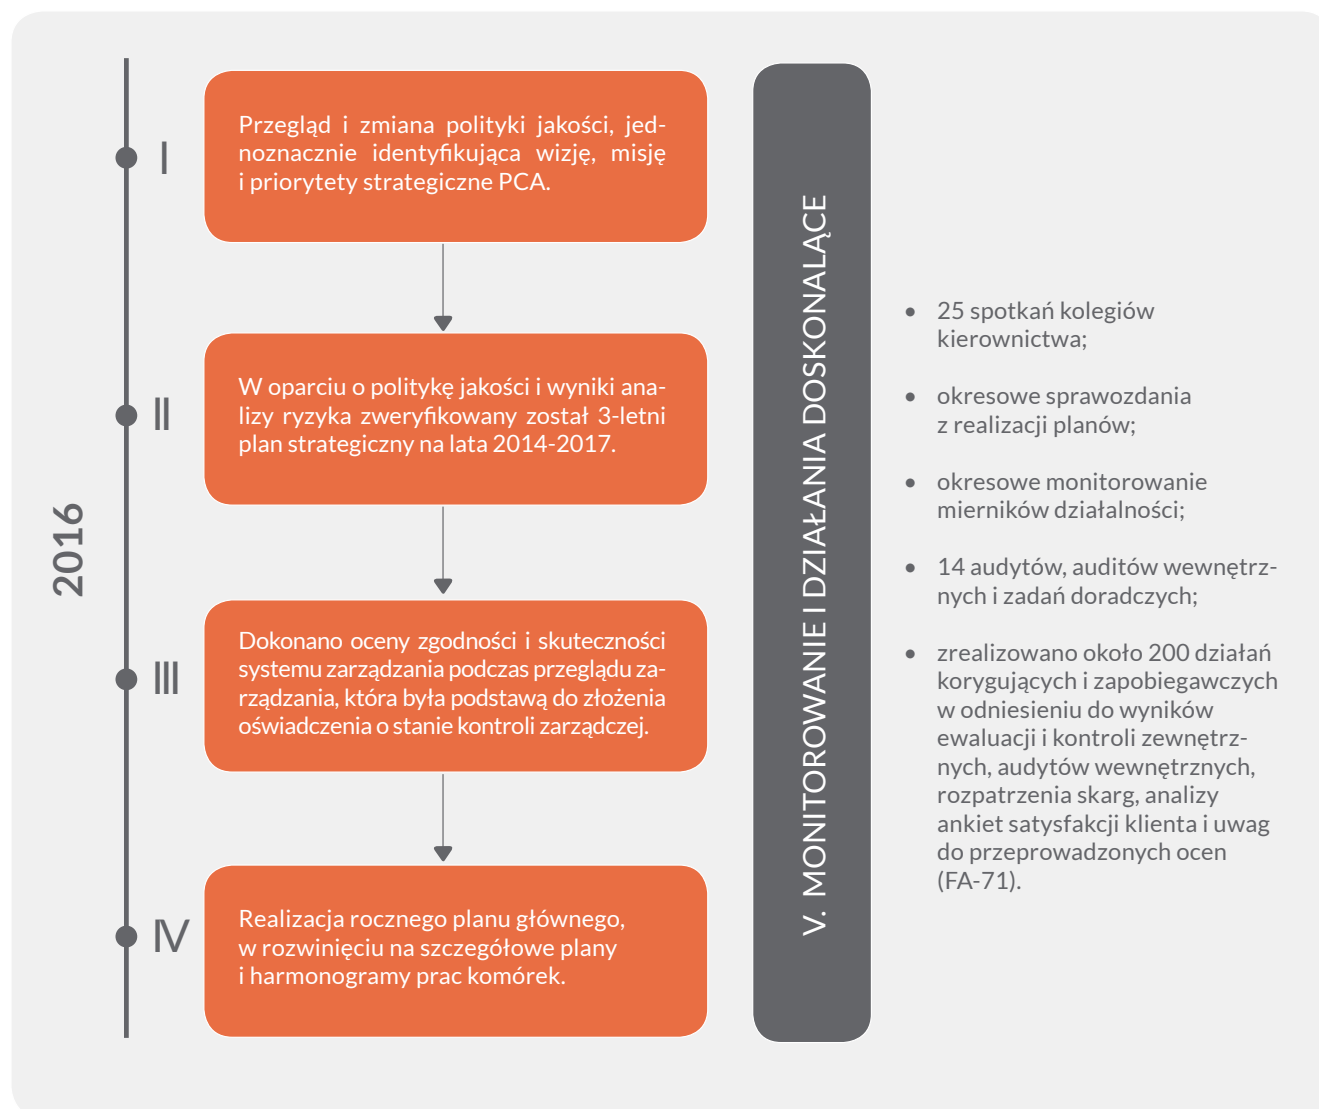 2016
I
Przegląd i zmiana polityki jakości, jed-
noznacznie identyfikująca wizję, misję
i priorytety strategiczne PCA.
II
W oparciu o politykę jakości i wyniki ana-
lizy ryzyka zweryfikowany został 3-letni
plan strategiczny na lata 2014-2017.
III
Dokonano oceny zgodności i skuteczności
systemu zarządzania podczas przeglądu za-
rządzania, która była podstawą do złożenia
oświadczenia o stanie kontroli zarządczej.
IV
Realizacja rocznego planu głównego,
w rozwinięciu na szczegółowe plany
i harmonogramy prac komórek.
V. MONITOROWANIE I DZIAŁANIA DOSKONALĄCE
• 25 spotkań kolegiów
kierownictwa;
• okresowe sprawozdania
z realizacji planów;
• okresowe monitorowanie
mierników działalności;
• 14 audytów, auditów wewnętrz-
nych i zadań doradczych;
• zrealizowano około 200 działań
korygujących i zapobiegawczych
w odniesieniu do wyników
ewaluacji i kontroli zewnętrz-
nych, audytów wewnętrznych,
rozpatrzenia skarg, analizy
ankiet satysfakcji klienta i uwag
do przeprowadzonych ocen
(FA-71).